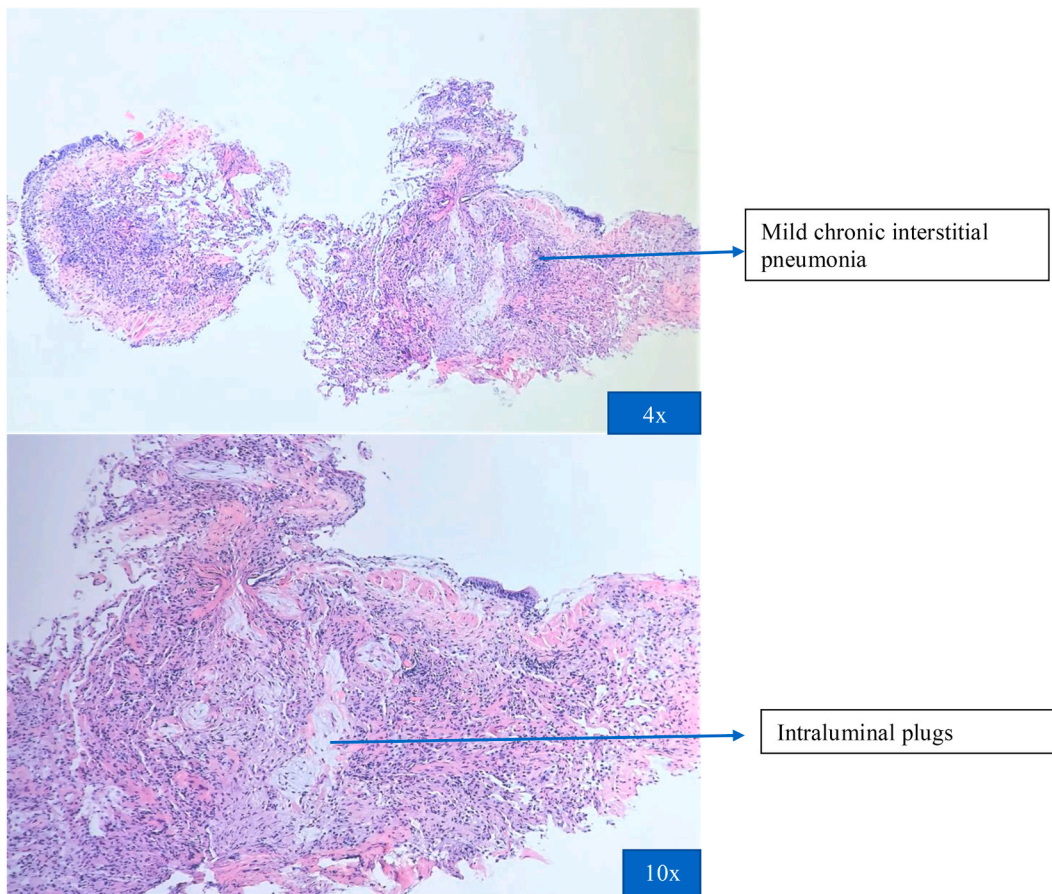 Mild chronic interstitial
pneumonia
4x
Intraluminal plugs
10x